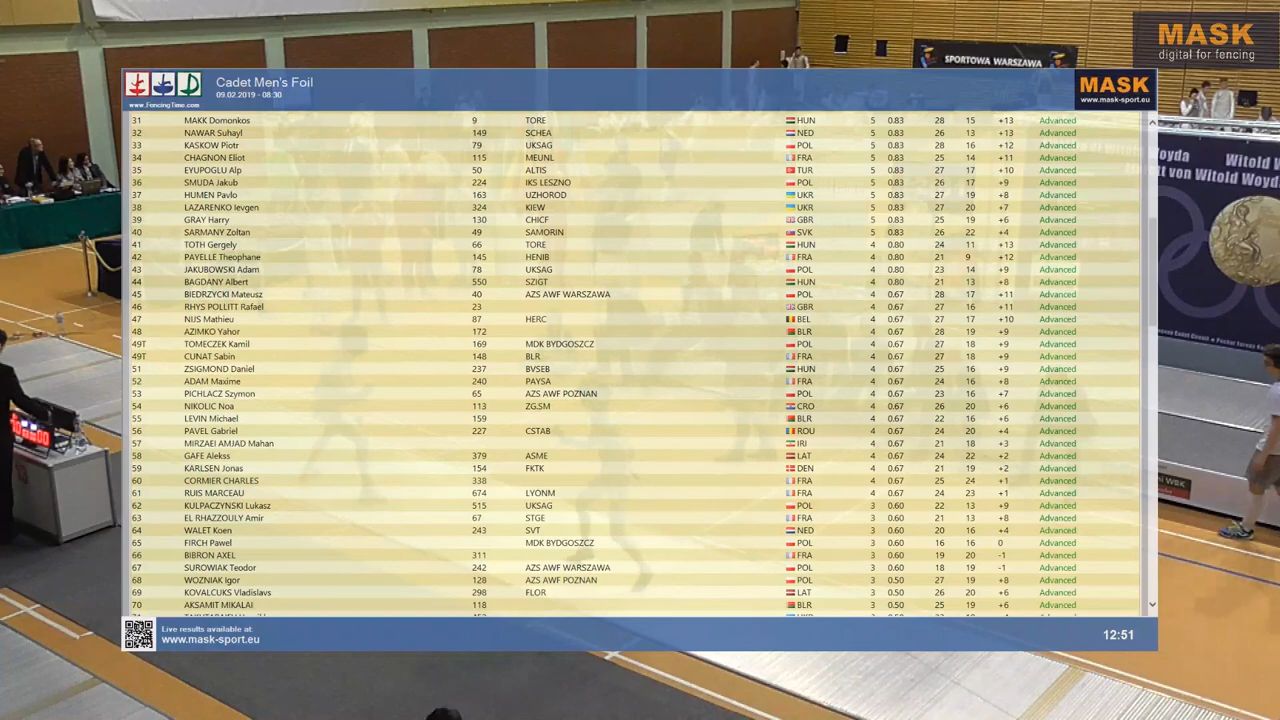 MASK
digital for fencing
SPORTOWA WARSZAWA
Cadet Men's Foil
09.02.2019 - 08:30
www.FencingTime.com
MASK
www.mask-sport.eu
31 MAKK Domonkos 9 TORE HUN 5 0.83 28 15 +13 Advanced
32 NAWAR Suhayl 149 SCHEA NED 5 0.83 26 13 +13 Advanced
33 KASKOW Piotr 79 UKSAG POL 5 0.83 28 16 +12 Advanced
34 CHAGNON Eliot 115 MEUNL FRA 5 0.83 25 14 +11 Advanced
35 EYUPOGLU Alp 50 ALTIS TUR 5 0.83 27 17 +10 Advanced
36 SMUDA Jakub 224 IKS LESZNO POL 5 0.83 26 17 +9 Advanced
37 HUMEN Pavlo 163 UZHOROD UKR 5 0.83 27 19 +8 Advanced
38 LAZARENKO Ievgen 324 KIEW UKR 5 0.83 27 20 +7 Advanced
39 GRAY Harry 130 CHICF GBR 5 0.83 25 19 +6 Advanced
40 SARMANY Zoltan 49 SAMORIN SVK 5 0.83 26 22 +4 Advanced
41 TOTH Gergely 66 TORE HUN 4 0.80 24 11 +13 Advanced
42 PAYELLE Theophane 145 HENIB FRA 4 0.80 21 9 +12 Advanced
43 JAKUBOWSKI Adam 78 UKSAG POL 4 0.80 23 14 +9 Advanced
44 BAGDANY Albert 550 SZIGT HUN 4 0.80 21 13 +8 Advanced
45 BIEDRZYCKI Mateusz 40 AZS AWF WARSZAWA POL 4 0.67 28 17 +11 Advanced
46 RHYS POLLITT Rafael 23 GBR 4 0.67 27 16 +11 Advanced
47 NIJS Mathieu 87 HERC BEL 4 0.67 27 17 +10 Advanced
48 AZIMKO Yahor 172 BLR 4 0.67 28 19 +9 Advanced
49T TOMECZEK Kamil 169 MDK BYDGOSZCZ POL 4 0.67 27 18 +9 Advanced
49T CUNAT Sabin 148 BLR FRA 4 0.67 27 18 +9 Advanced
51 ZSIGMOND Daniel 237 BVSEB HUN 4 0.67 25 16 +9 Advanced
52 ADAM Maxime 240 PAYSA FRA 4 0.67 24 16 +8 Advanced
53 PICHLACZ Szymon 65 AZS AWF POZNAN POL 4 0.67 23 16 +7 Advanced
54 NIKOLIC Noa 113 ZG.SM CRO 4 0.67 26 20 +6 Advanced
55 LEVIN Michael 159 BLR 4 0.67 22 16 +6 Advanced
56 PAVEL Gabriel 227 CSTAB ROU 4 0.67 24 20 +4 Advanced
57 MIRZAEI AMJAD Mahan IRI 4 0.67 21 18 +3 Advanced
58 GAFE Alekss 379 ASME LAT 4 0.67 24 22 +2 Advanced
59 KARLSEN Jonas 154 FKTK DEN 4 0.67 21 19 +2 Advanced
60 CORMIER CHARLES 338 FRA 4 0.67 25 24 +1 Advanced
61 RUIS MARCEAU 674 LYONM FRA 4 0.67 24 23 +1 Advanced
62 KULPACZYNSKI Lukasz 515 UKSAG POL 3 0.60 22 13 +9 Advanced
63 EL RHAZZOULY Amir 67 STGE FRA 3 0.60 21 13 +8 Advanced
64 WALET Koen 243 SVT NED 3 0.60 20 16 +4 Advanced
65 FIRCH Pawel MDK BYDGOSZCZ POL 3 0.60 16 16 0 Advanced
66 BIBRON AXEL 311 FRA 3 0.60 19 20 -1 Advanced
67 SUROWIAK Teodor 242 AZS AWF WARSZAWA POL 3 0.60 18 19 -1 Advanced
68 WOZNIAK Igor 128 AZS AWF POZNAN POL 3 0.50 27 19 +8 Advanced
69 KOVALCUKS Vladislavs 298 FLOR LAT 3 0.50 26 20 +6 Advanced
70 AKSAMIT MIKALAI 118 BLR 3 0.50 25 19 +6 Advanced
Live results available at:
www.mask-sport.eu
12:51
Woyda
Witold W
Witold Woyda
WBK